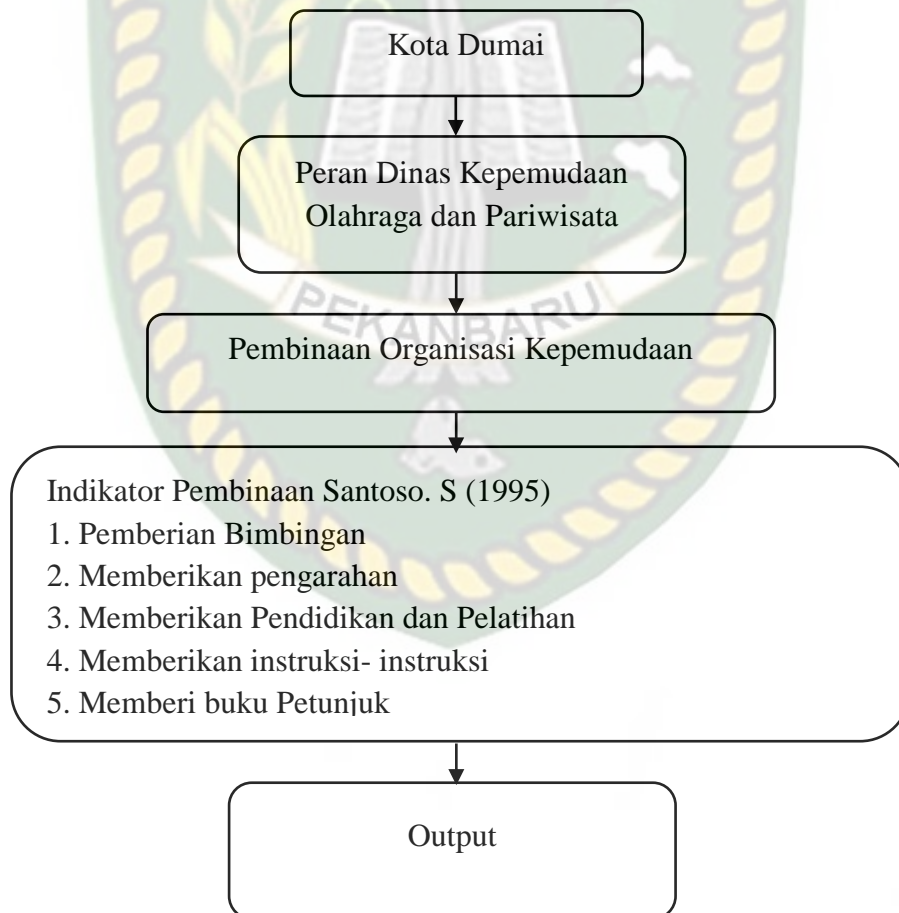 Kota Dumai
Peran Dinas Kepemudaan
Olahraga dan Pariwisata
PEKANBARU
Pembinaan Organisasi Kepemudaan
Indikator Pembinaan Santoso. S (1995)
1. Pemberian Bimbingan
2. Memberikan pengarahan
3. Memberikan Pendidikan dan Pelatihan
4. Memberikan instruksi- instruksi
5. Memberi buku Petunjuk
Output